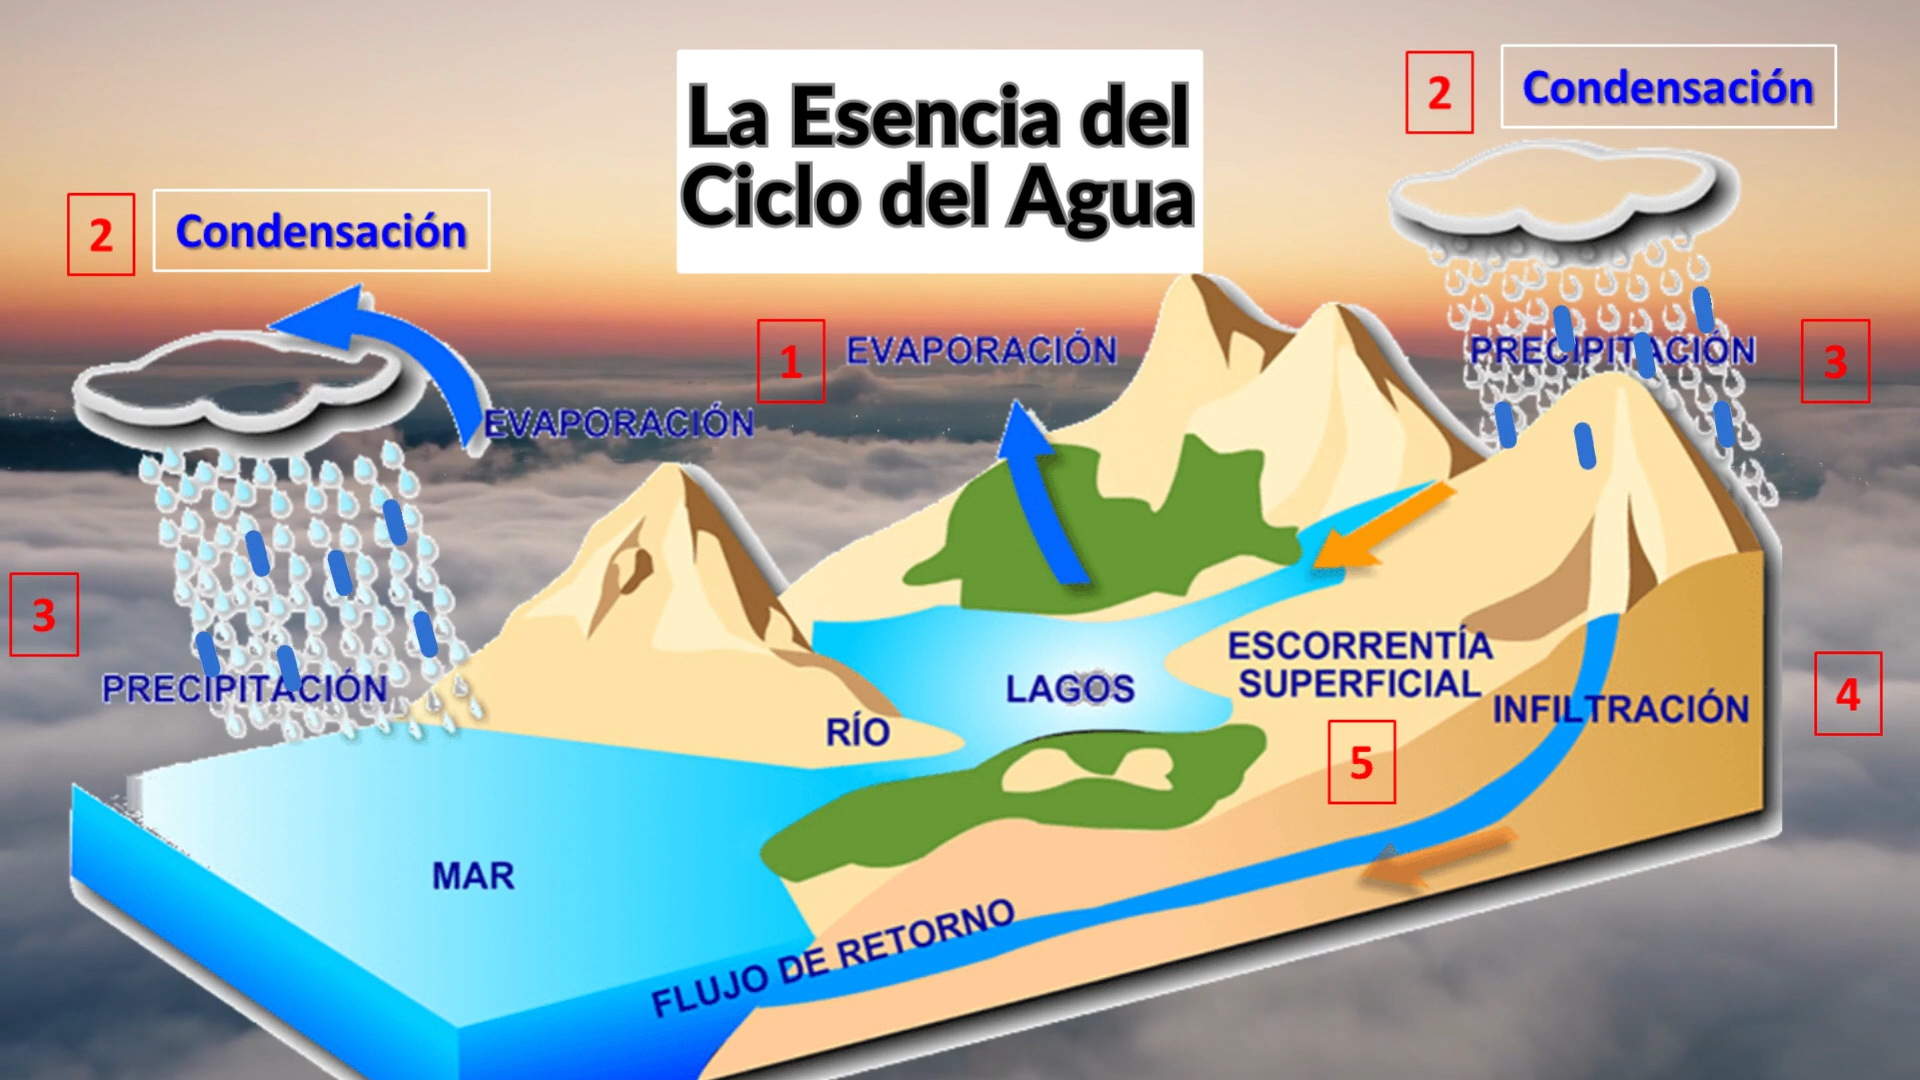 La Esencia del
Ciclo del Agua
2 Condensación
2 Condensación
1 EVAPORACIÓN
PRECIPITACIÓN 3
EVAPORACIÓN
3
PRECIPITACIÓN
ESCORRENTÍA
SUPERFICIAL
LAGOS
INFILTRACIÓN 4
RÍO
5
MAR
FLUJO DE RETORNO